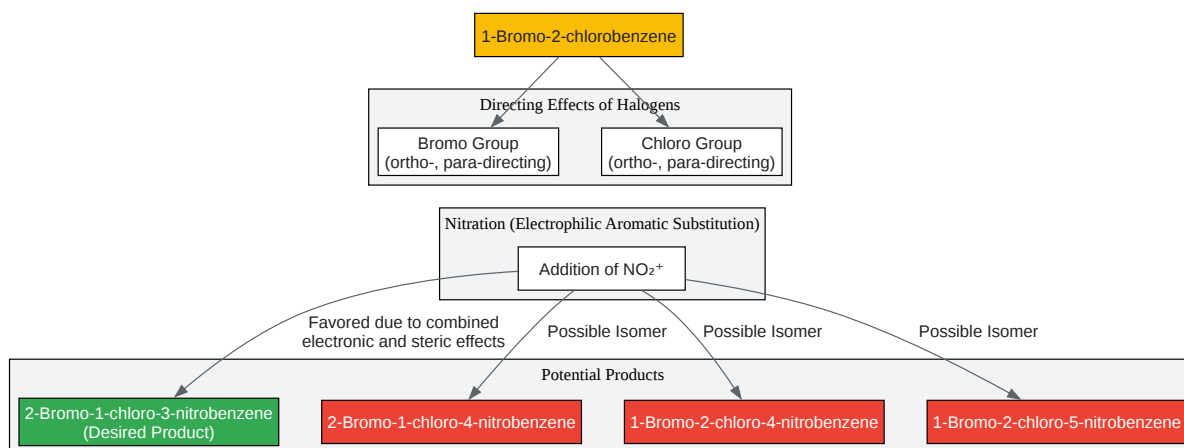 1-Bromo-2-chlorobenzene
Directing Effects of Halogens
Bromo Group
(ortho-, para-directing)
Chloro Group
(ortho-, para-directing)
Nitration (Electrophilic Aromatic Substitution)
Addition of NO₂⁺
Favored due to combined
electronic and steric effects
Possible Isomer
Possible Isomer
Possible Isomer
Potential Products
2-Bromo-1-chloro-3-nitrobenzene
(Desired Product)
2-Bromo-1-chloro-4-nitrobenzene
1-Bromo-2-chloro-4-nitrobenzene
1-Bromo-2-chloro-5-nitrobenzene